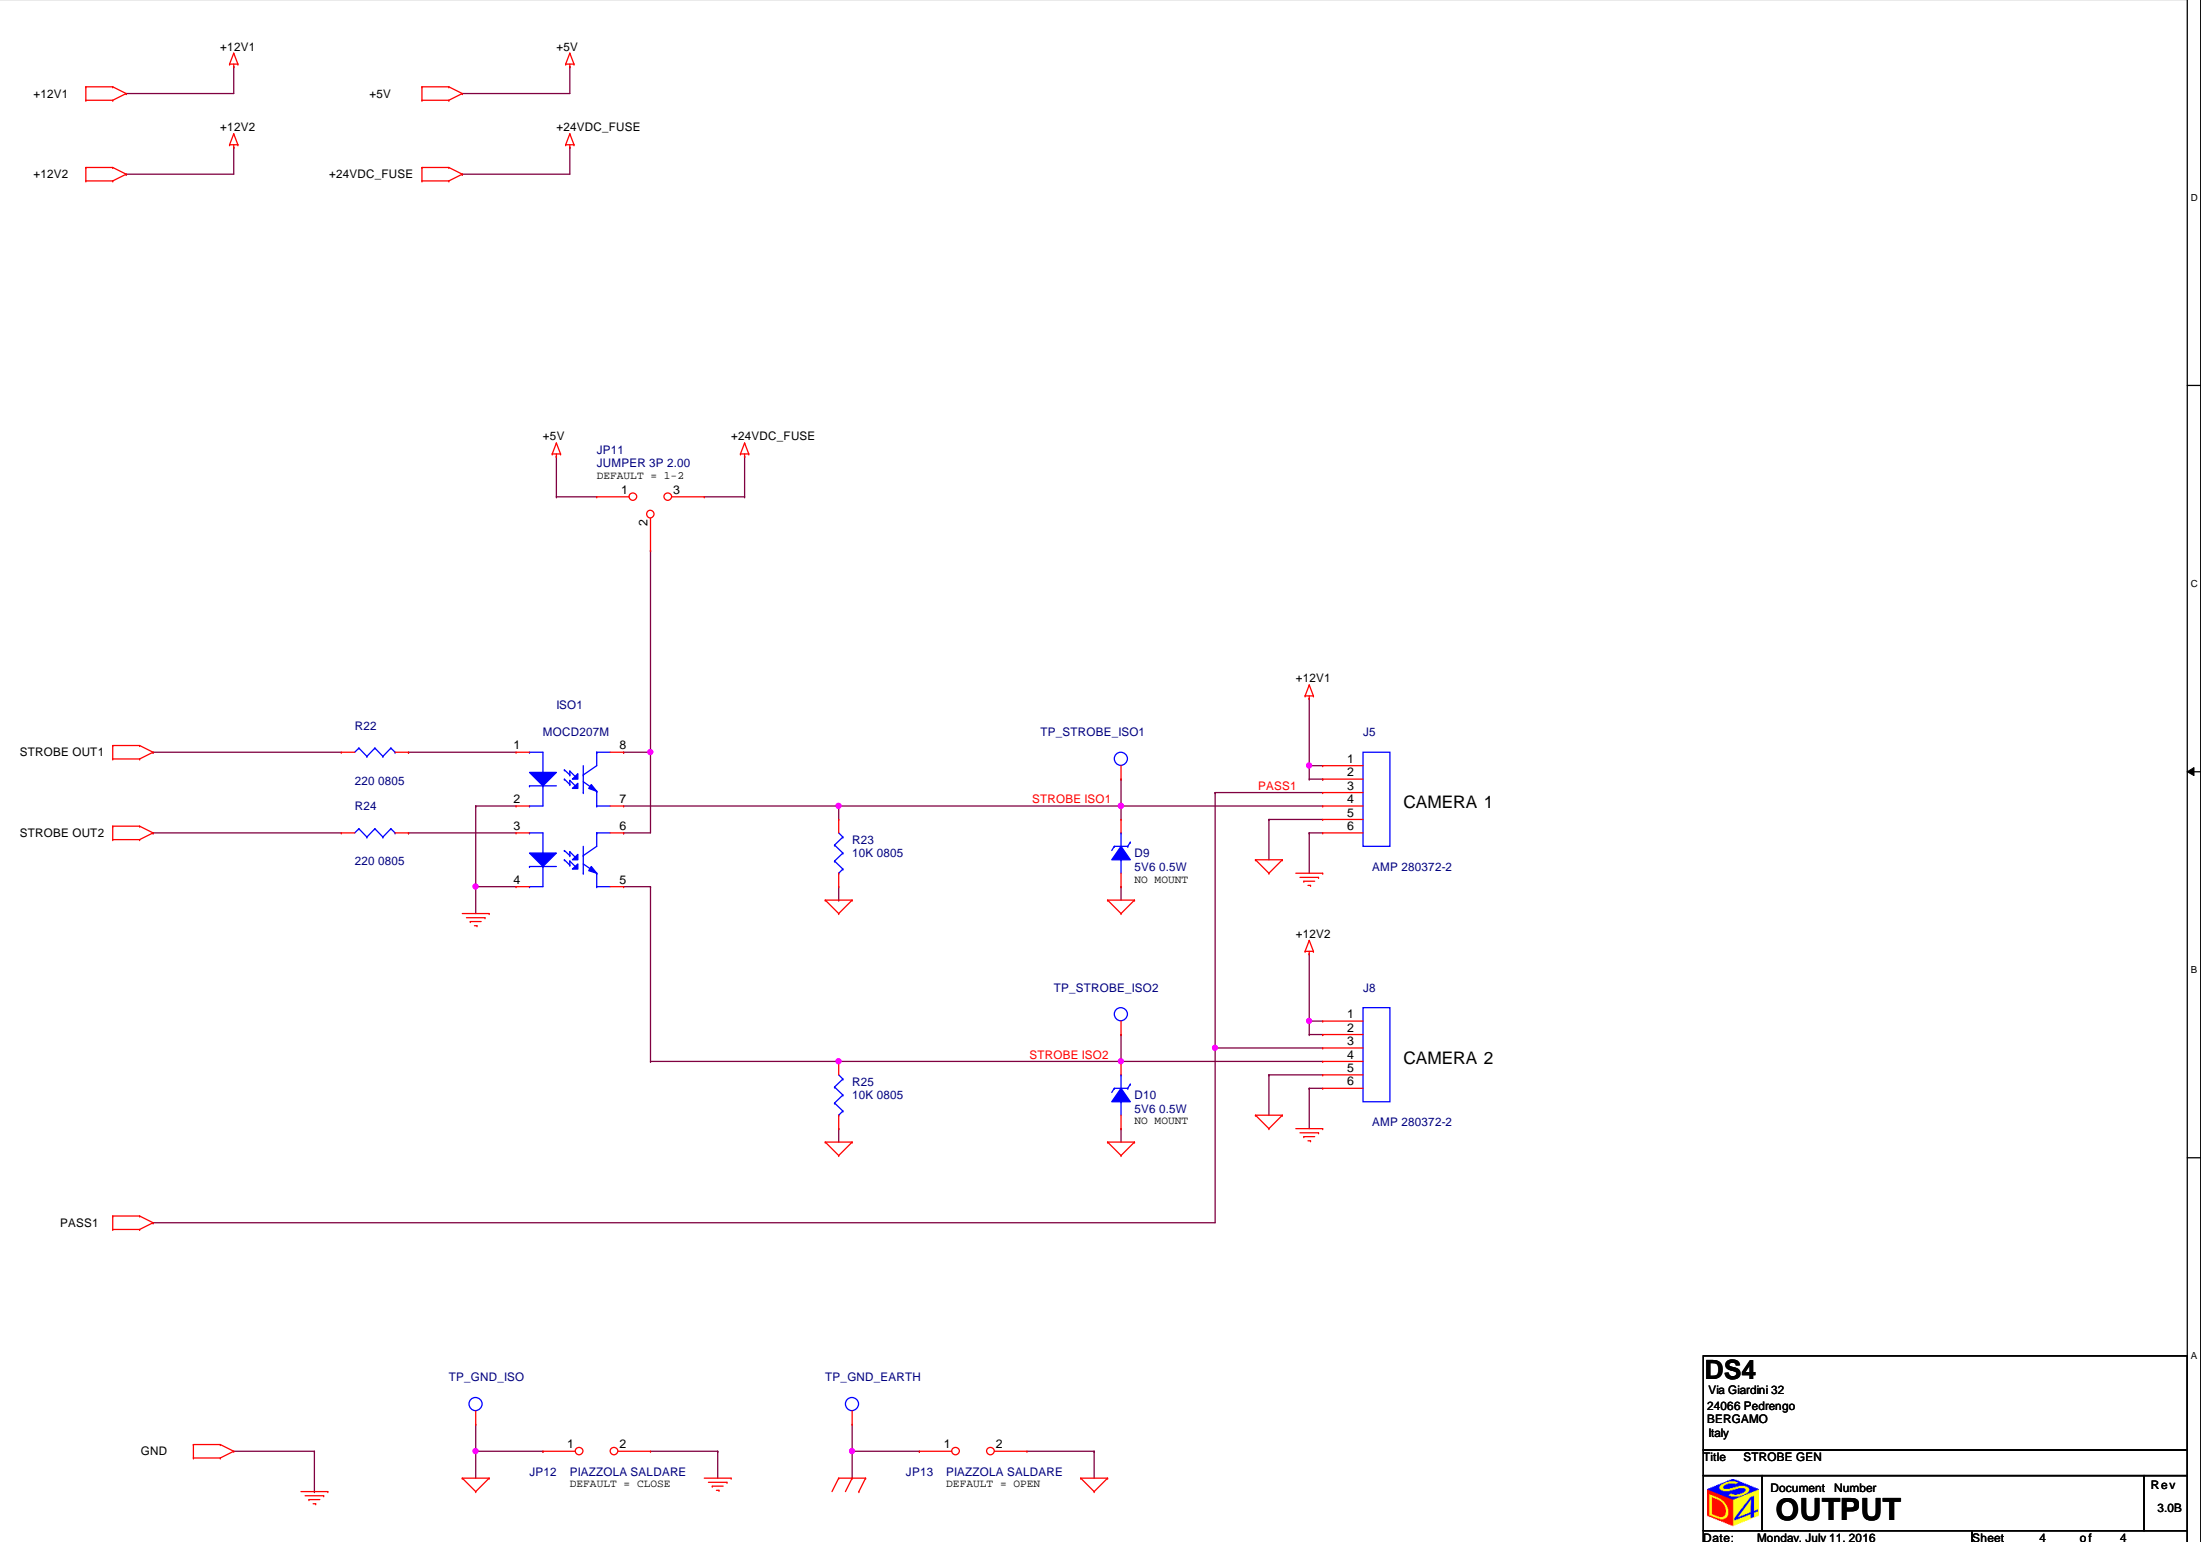 +12V1
+5V
+12V1
+5V
+12V2
+24VDC_FUSE
+12V2
+24VDC_FUSE
D
C
+5V
+24VDC_FUSE
JP11
JUMPER 3P 2.00
DEFAULT = 1-2
1
3
2
+12V1
ISO1
MOCD207M
R22
STROBE OUT1
220 0805
1
8
2
7
R24
STROBE OUT2
220 0805
3
6
4
5
TP_STROBE_ISO1
STROBE ISO1
R23
10K 0805
D9
5V6 0.5W
NO MOUNT
PASS1
J5
1
2
3
4
5
6
CAMERA 1
AMP 280372-2
+12V2
B
TP_STROBE_ISO2
STROBE ISO2
R25
10K 0805
D10
5V6 0.5W
NO MOUNT
J8
1
2
3
4
5
6
CAMERA 2
AMP 280372-2
PASS1
TP_GND_ISO
TP_GND_EARTH
GND
1
2
JP12 PIAZZOLA SALDARE
DEFAULT = CLOSE
1
2
JP13 PIAZZOLA SALDARE
DEFAULT = OPEN
A
DS4
Via Giardini 32
24066 Pedrengo
BERGAMO
Italy
Title STROBE GEN
DS4
Document Number
OUTPUT
Rev
3.0B
Date: Monday, July 11, 2016
Sheet 4 of 4